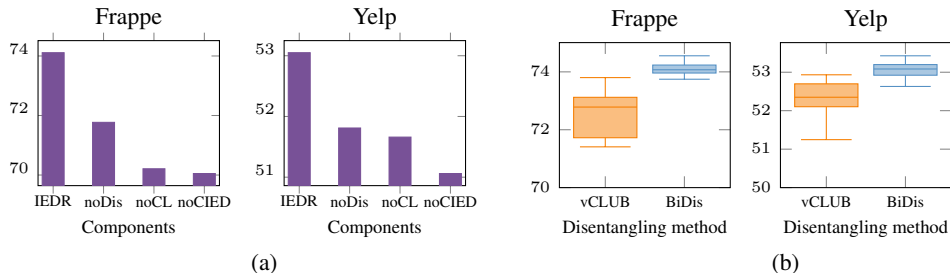 Frappe
74
72
70
IEDR noDis noCL noCIED
Components
Yelp
53
52
51
IEDR noDis noCL noCIED
Components
(a)
Frappe
74
72
70
vCLUB BiDis
Disentangling method
Yelp
53
52
51
50
vCLUB BiDis
Disentangling method
(b)